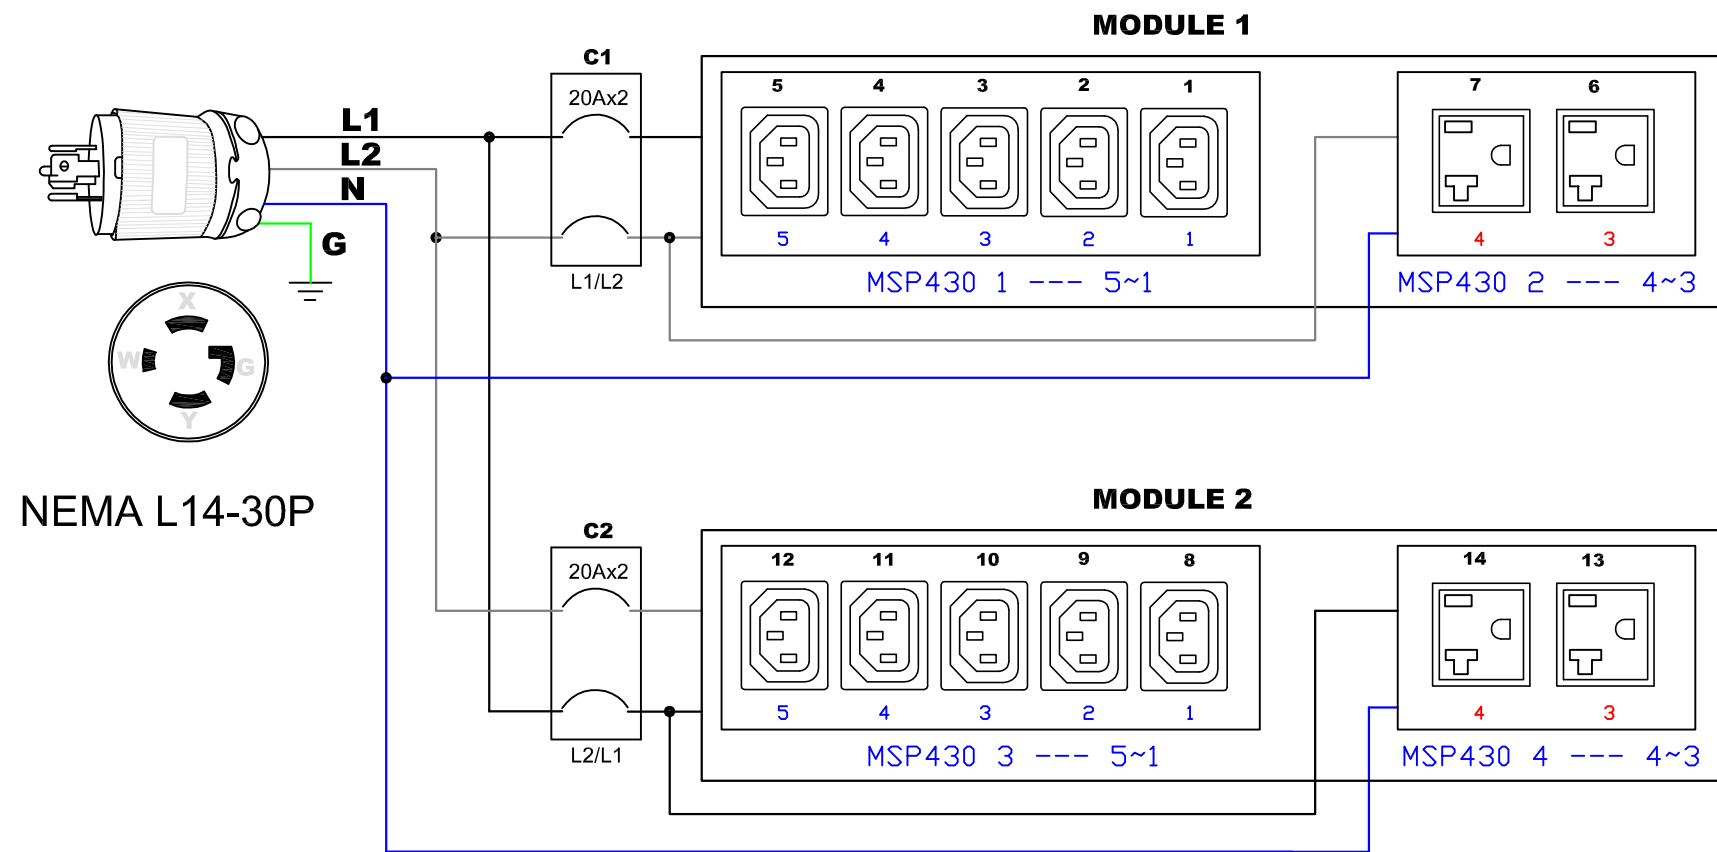 MODULE 1
C1
20Ax2
L1/L2
L1
L2
N
G
5 4 3 2 1
5 4 3 2 1
MSP430 1 --- 5~1
7 6
4 3
MSP430 2 --- 4~3
X
W G
Y
NEMA L14-30P
MODULE 2
C2
20Ax2
L2/L1
12 11 10 9 8
5 4 3 2 1
MSP430 3 --- 5~1
14 13
4 3
MSP430 4 --- 4~3